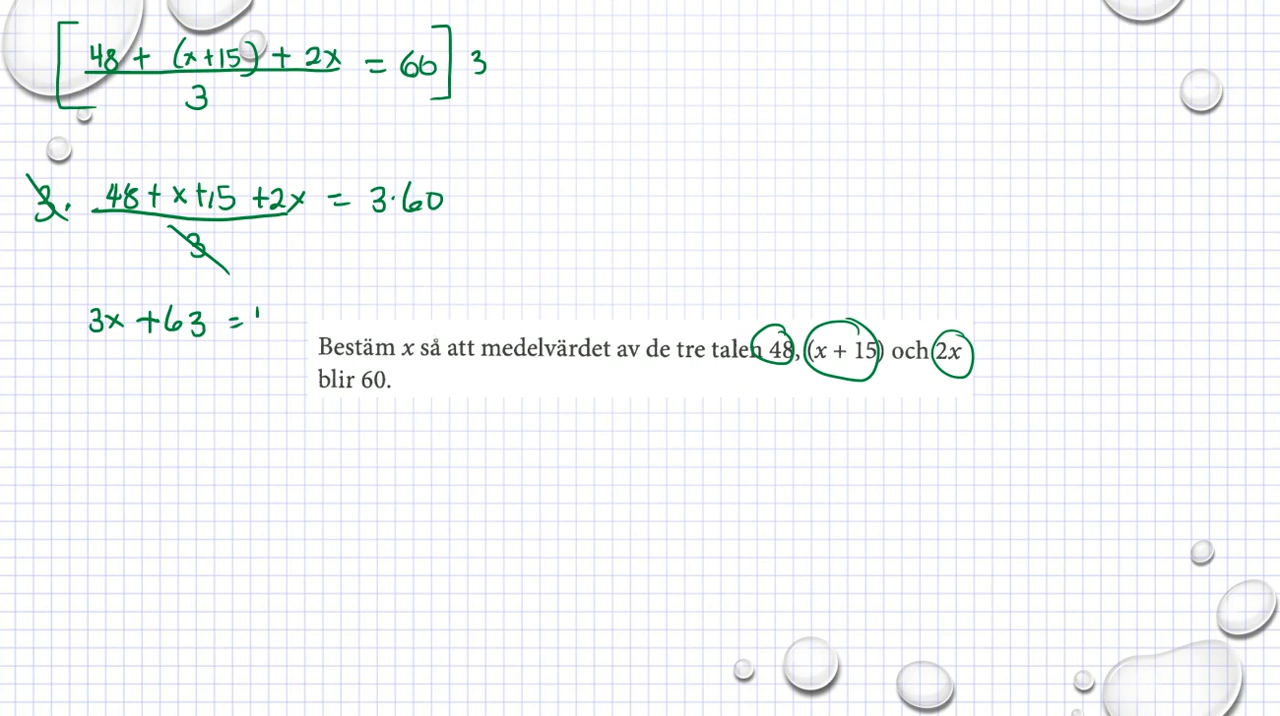 [ 48 + (x+15) + 2x / 3 = 60 ] 3
3 · 48 + x + 15 + 2x / 3 = 3·60
3x + 63 =
Bestäm x så att medelvärdet av de tre talen 48, (x + 15) och 2x
blir 60.